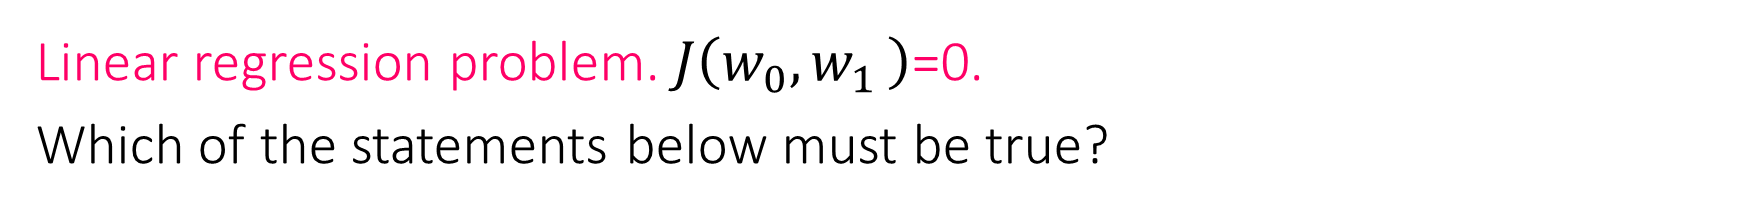 Linear regression problem. 𝐽(𝑤₀, 𝑤₁ )=0.
Which of the statements below must be true?